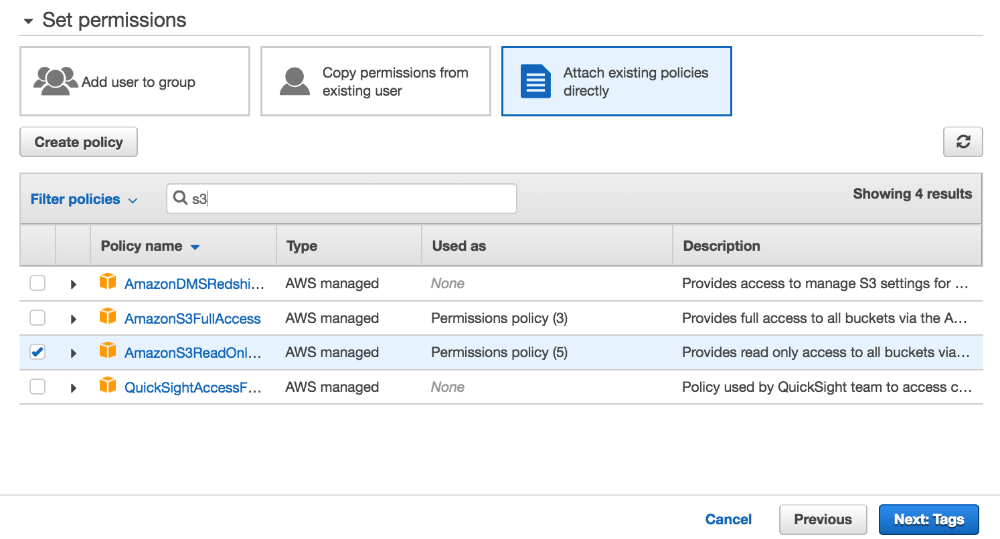 Set permissions
Add user to group
Copy permissions from
existing user
Attach existing policies
directly
Create policy
Filter policies
s3
Showing 4 results
Policy name Type Used as Description
AmazonDMSRedshi... AWS managed None Provides access to manage S3 settings for ...
AmazonS3FullAccess AWS managed Permissions policy (3) Provides full access to all buckets via the A...
AmazonS3ReadOnl... AWS managed Permissions policy (5) Provides read only access to all buckets via...
QuickSightAccessF... AWS managed None Policy used by QuickSight team to access c...
Cancel Previous Next: Tags